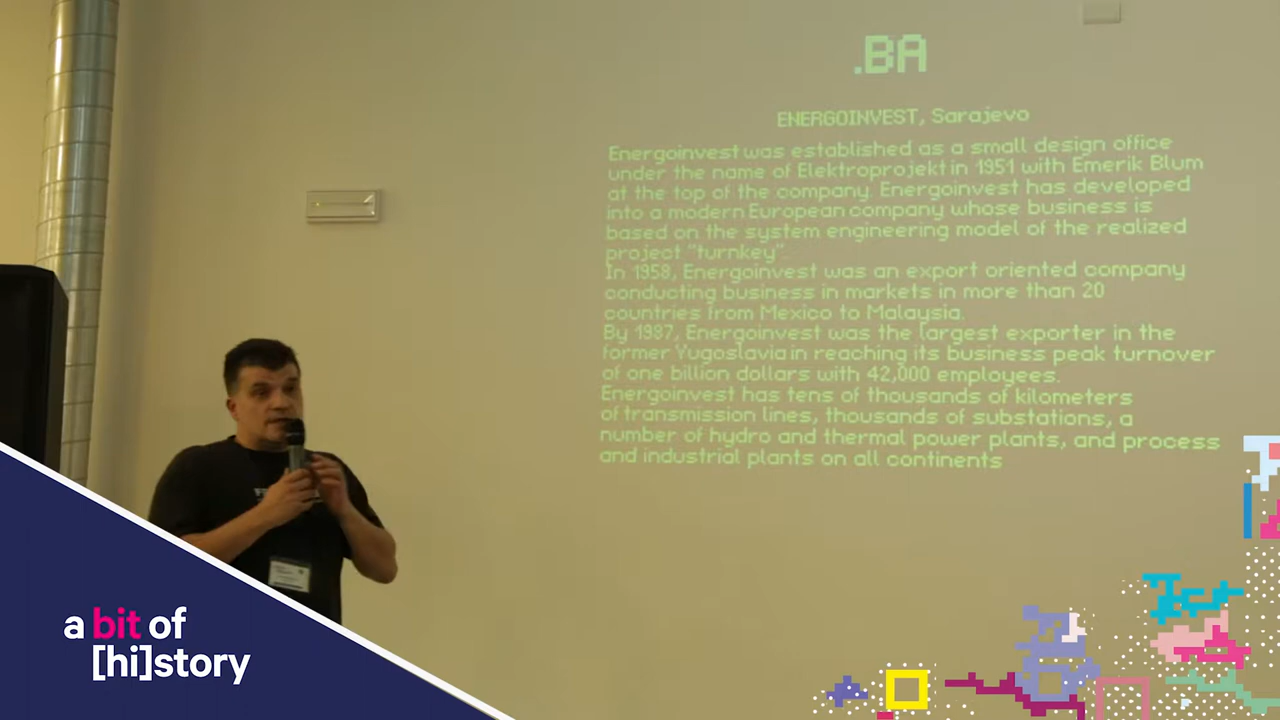 .BA
ENERGOINVEST, Sarajevo
Energoinvest was established as a small design office
under the name of Elektroprojekt in 1951 with Emerik Blum
at the top of the company. Energoinvest has developed
into a modern European company whose business is
based on the system engineering model of the realized
project "turnkey".
In 1958, Energoinvest was an export oriented company
conducting business in markets in more than 20
countries from Mexico to Malaysia.
By 1987, Energoinvest was the largest exporter in the
former Yugoslavia in reaching its business peak turnover
of one billion dollars with 42,000 employees.
Energoinvest has tens of thousands of kilometers
of transmission lines, thousands of substations, a
number of hydro and thermal power plants, and process
and industrial plants on all continents
a bit of
[hi]story